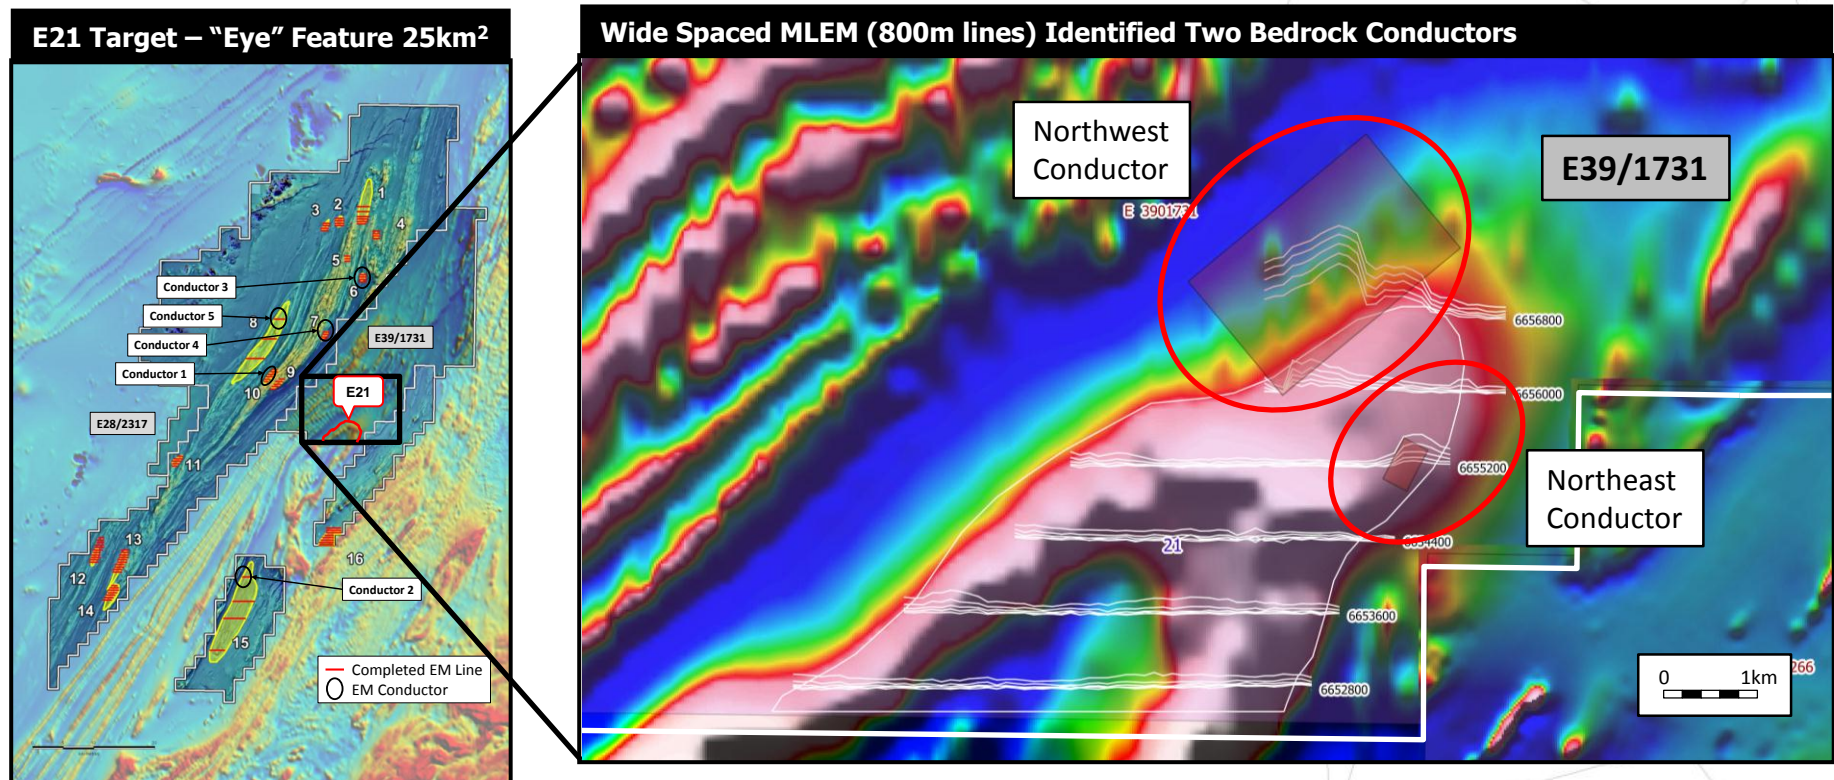 E21 Target – “Eye” Feature 25km²
1
2
3
4
5
6
Conductor 3
Conductor 5
8
7
Conductor 4
E39/1731
Conductor 1
9
10
E21
E28/2317
11
13
12
16
14
Conductor 2
15
Completed EM Line
EM Conductor
Wide Spaced MLEM (800m lines) Identified Two Bedrock Conductors
Northwest
Conductor
E39/1731
E 3901731
6656800
6656000
6655200
Northeast
Conductor
6654400
21
6653600
6652800
266
0 1km